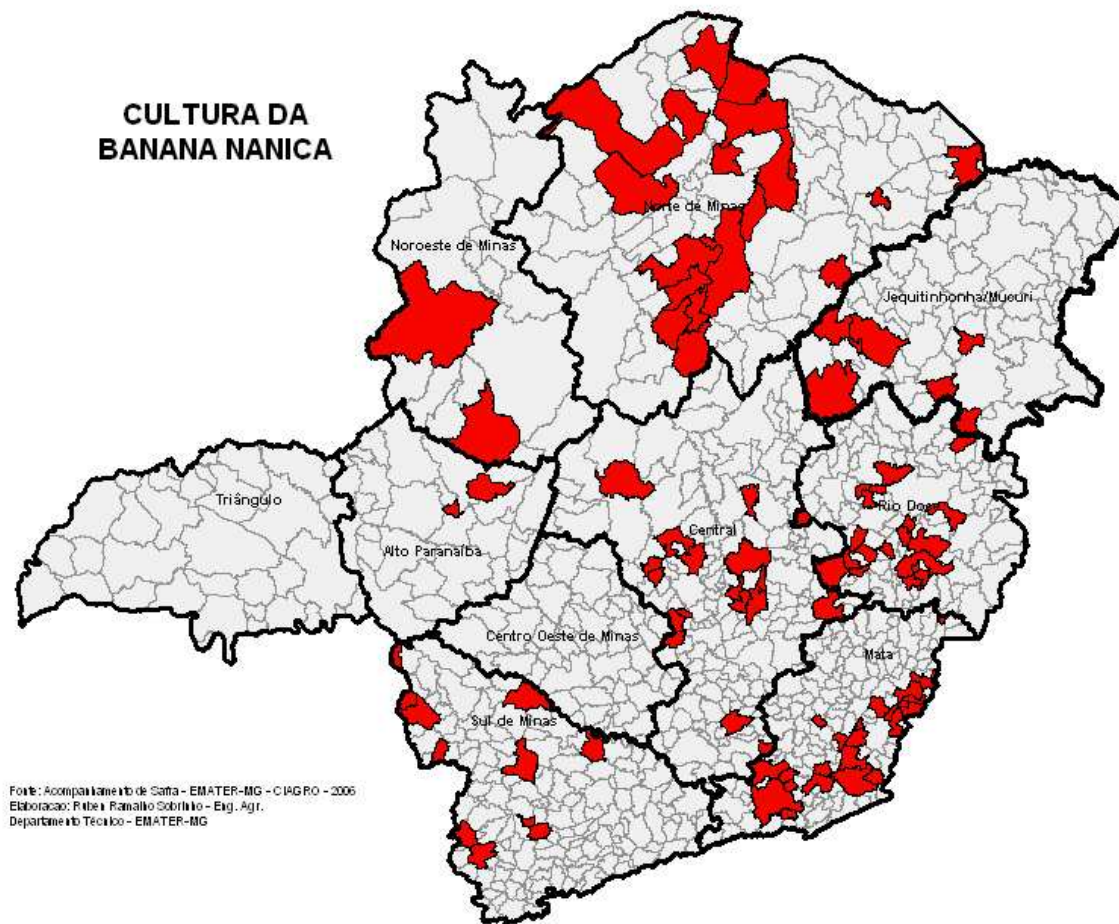 CULTURA DA
BANANA NANICA
Norte de Minas
Noroeste de Minas
Jequitinhonha/Mucuri
Triângulo
Rio Doce
Central
Alto Paranaíba
Centro Oeste de Minas
Mata
Sul de Minas
Fonte: Acompanhamento de Safra - EMATER-MG - CIAGRO - 2006
Elaboracao: Ruben Ramalho Sobrinho - Eng. Agr.
Departamento Técnico - EMATER-MG